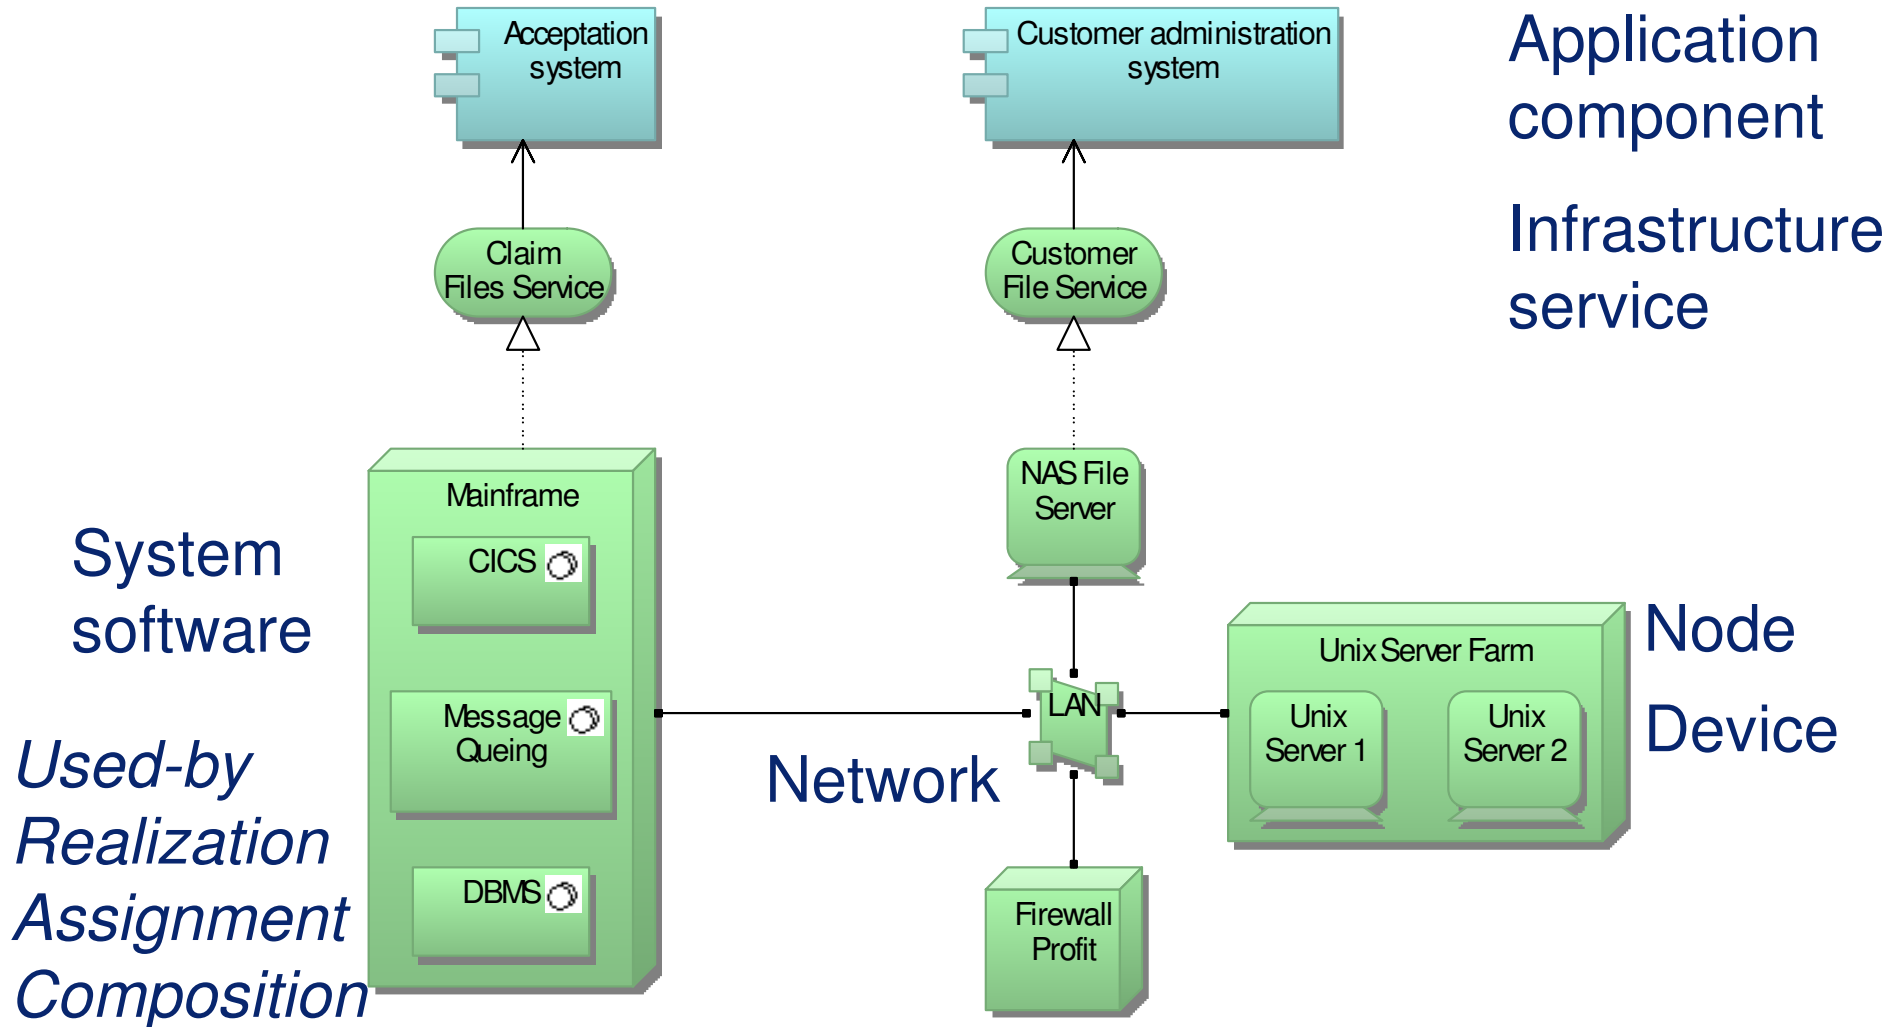 Acceptation
system
Customer administration
system
Application
component
Claim
Files Service
Customer
File Service
Infrastructure
service
Mainframe
CICS
Message
Queing
DBMS
System
software
Used-by
Realization
Assignment
Composition
NAS File
Server
LAN
Network
Firewall
Profit
Unix Server Farm
Unix
Server 1
Unix
Server 2
Node
Device